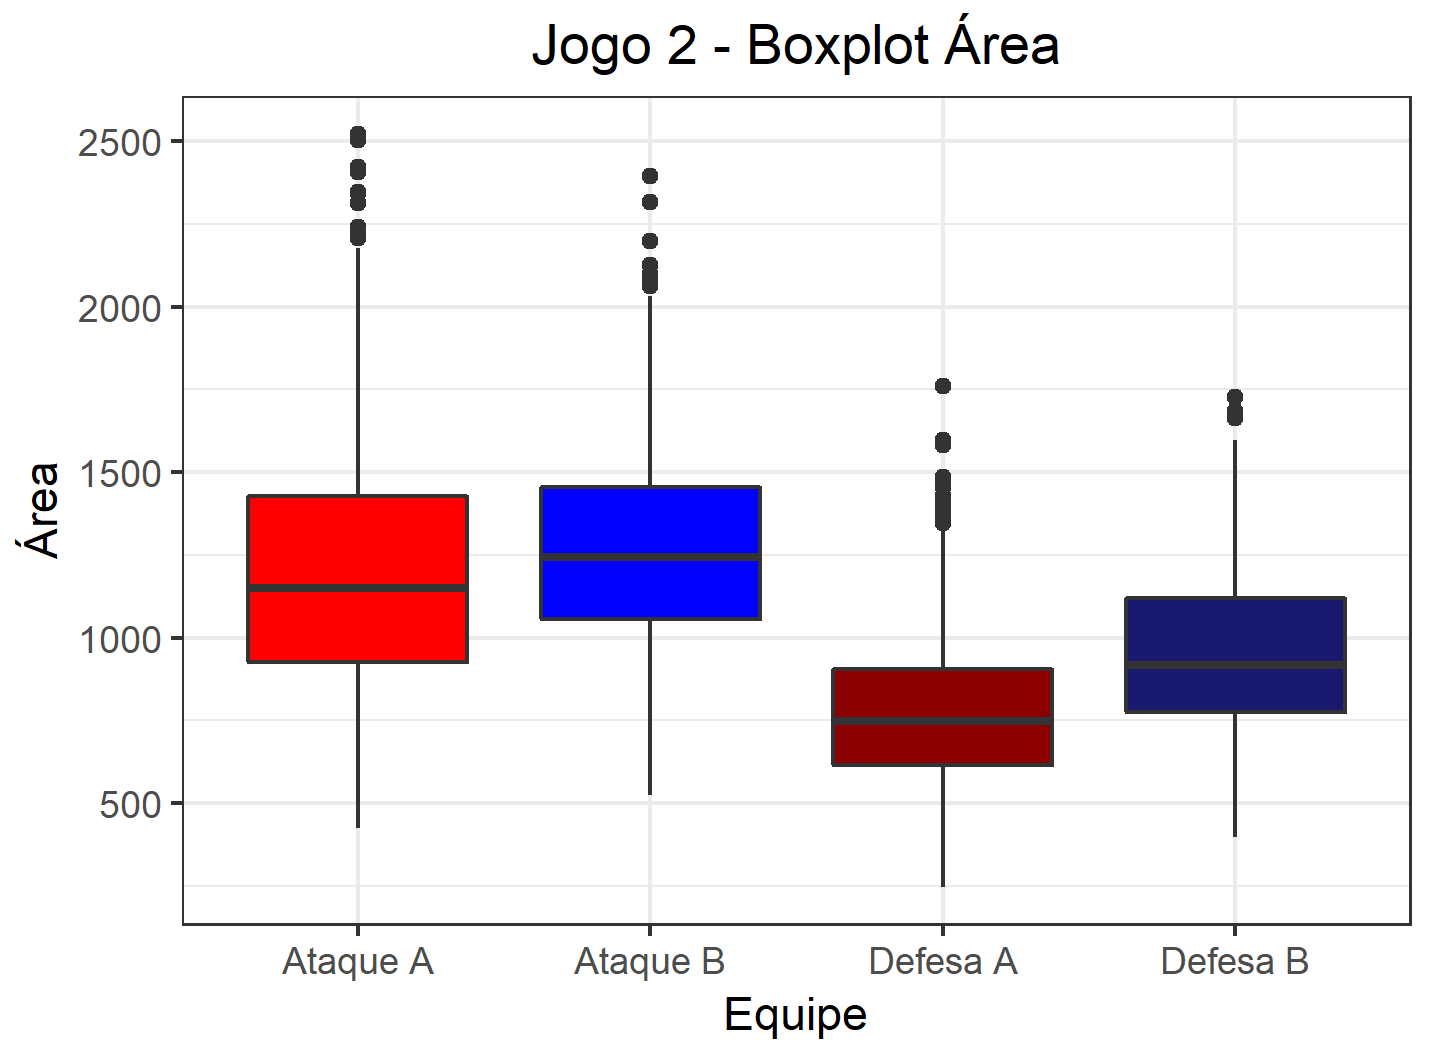 Jogo 2 - Boxplot Área
2500
2000
1500
1000
500
Área
Ataque A
Ataque B
Defesa A
Defesa B
Equipe